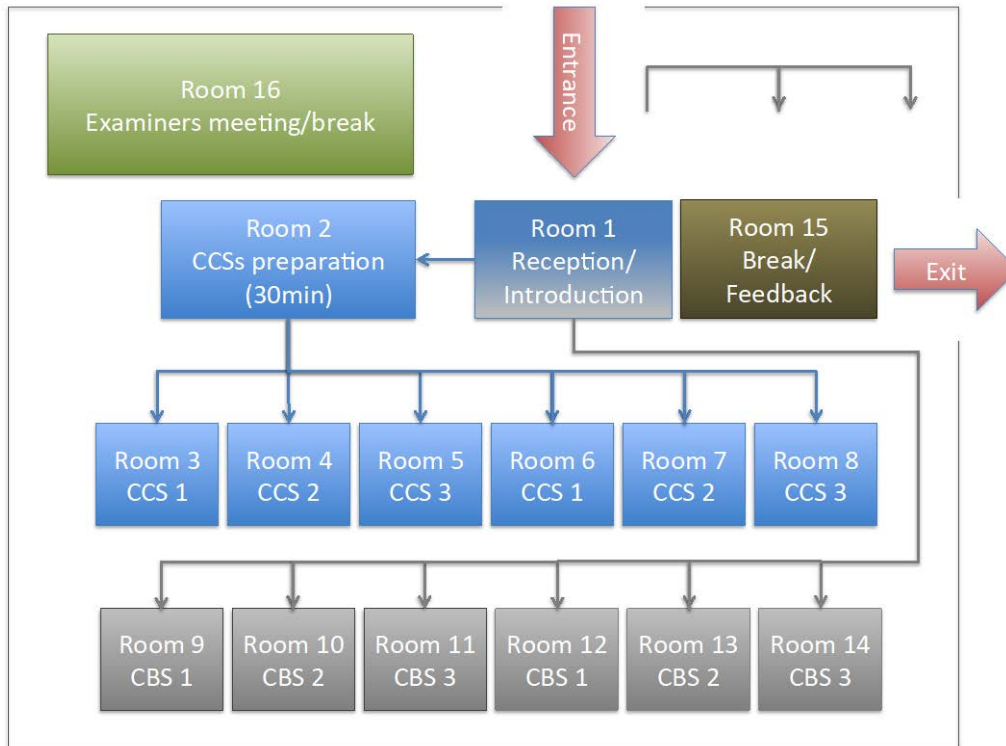 Entrance
Room 16
Examiners meeting/break
Room 2
CCSs preparation
(30min)
Room 1
Reception/
Introduction
Room 15
Break/
Feedback
Exit
Room 3
CCS 1
Room 4
CCS 2
Room 5
CCS 3
Room 6
CCS 1
Room 7
CCS 2
Room 8
CCS 3
Room 9
CBS 1
Room 10
CBS 2
Room 11
CBS 3
Room 12
CBS 1
Room 13
CBS 2
Room 14
CBS 3